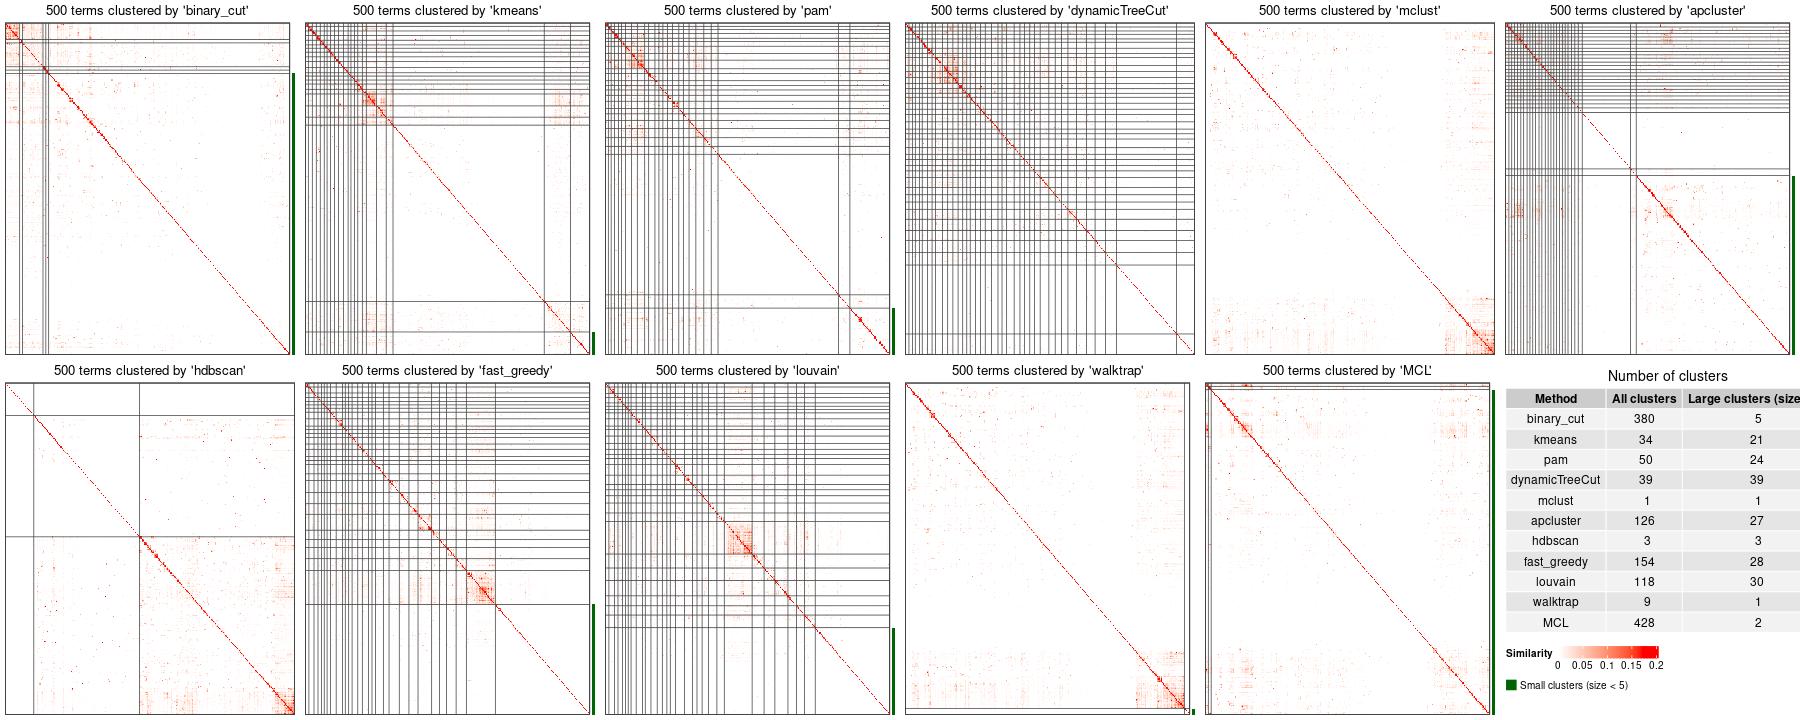 500 terms clustered by 'binary_cut'
500 terms clustered by 'kmeans'
500 terms clustered by 'pam'
500 terms clustered by 'dynamicTreeCut'
500 terms clustered by 'mclust'
500 terms clustered by 'apcluster'
500 terms clustered by 'hdbscan'
500 terms clustered by 'fast_greedy'
500 terms clustered by 'louvain'
500 terms clustered by 'walktrap'
500 terms clustered by 'MCL'
Number of clusters
Method All clusters Large clusters (size
binary_cut 380 5
kmeans 34 21
pam 50 24
dynamicTreeCut 39 39
mclust 1 1
apcluster 126 27
hdbscan 3 3
fast_greedy 154 28
louvain 118 30
walktrap 9 1
MCL 428 2
Similarity
0 0.05 0.1 0.15 0.2
Small clusters (size < 5)